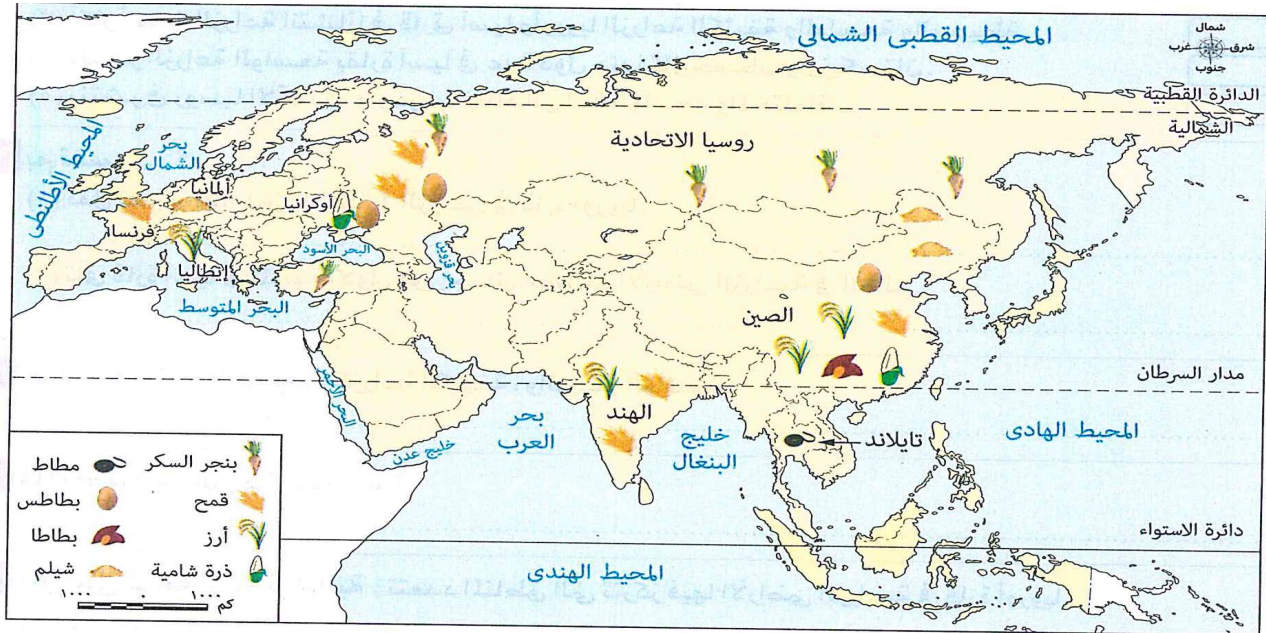 المحيط القطبى الشمالى
شمال
شرق
غرب
جنوب
الدائرة القطبية
الشمالية
روسيا الاتحادية
المحيط الأطلنطى
بحر
الشمال
ألمانيا
أوكرانيا
فرنسا
إيطاليا
البحر الأسود
بحر قزوين
البحر المتوسط
الصين
مدار السرطان
الهند
البحر الأحمر
بحر
العرب
خليج
البنغال
تايلاند
المحيط الهادى
خليج عدن
دائرة الاستواء
المحيط الهندى
بنجر السكر
مطاط
قمح
بطاطس
أرز
بطاطا
ذرة شامية
شيلم
١٠٠٠
١٠٠٠
كم